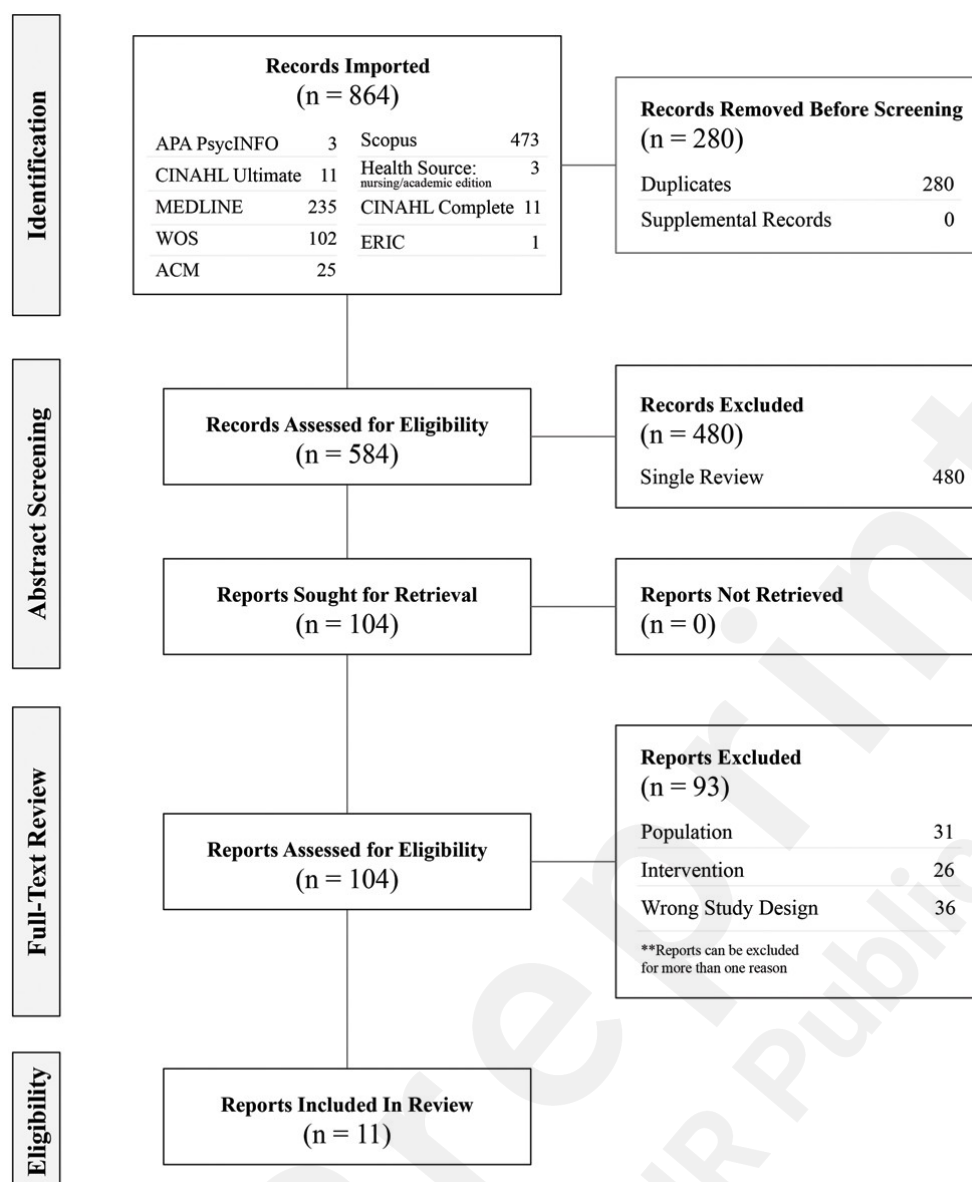 Identification
Records Imported
(n = 864)
APA PsycINFO 3
CINAHL Ultimate 11
MEDLINE 235
WOS 102
ACM 25
Scopus 473
Health Source: 3
nursing/academic edition
CINAHL Complete 11
ERIC 1
Records Removed Before Screening
(n = 280)
Duplicates 280
Supplemental Records 0
Abstract Screening
Records Assessed for Eligibility
(n = 584)
Records Excluded
(n = 480)
Single Review 480
Reports Sought for Retrieval
(n = 104)
Reports Not Retrieved
(n = 0)
Full-Text Review
Reports Assessed for Eligibility
(n = 104)
Reports Excluded
(n = 93)
Population 31
Intervention 26
Wrong Study Design 36
**Reports can be excluded
for more than one reason
Eligibility
Reports Included In Review
(n = 11)
Preprint